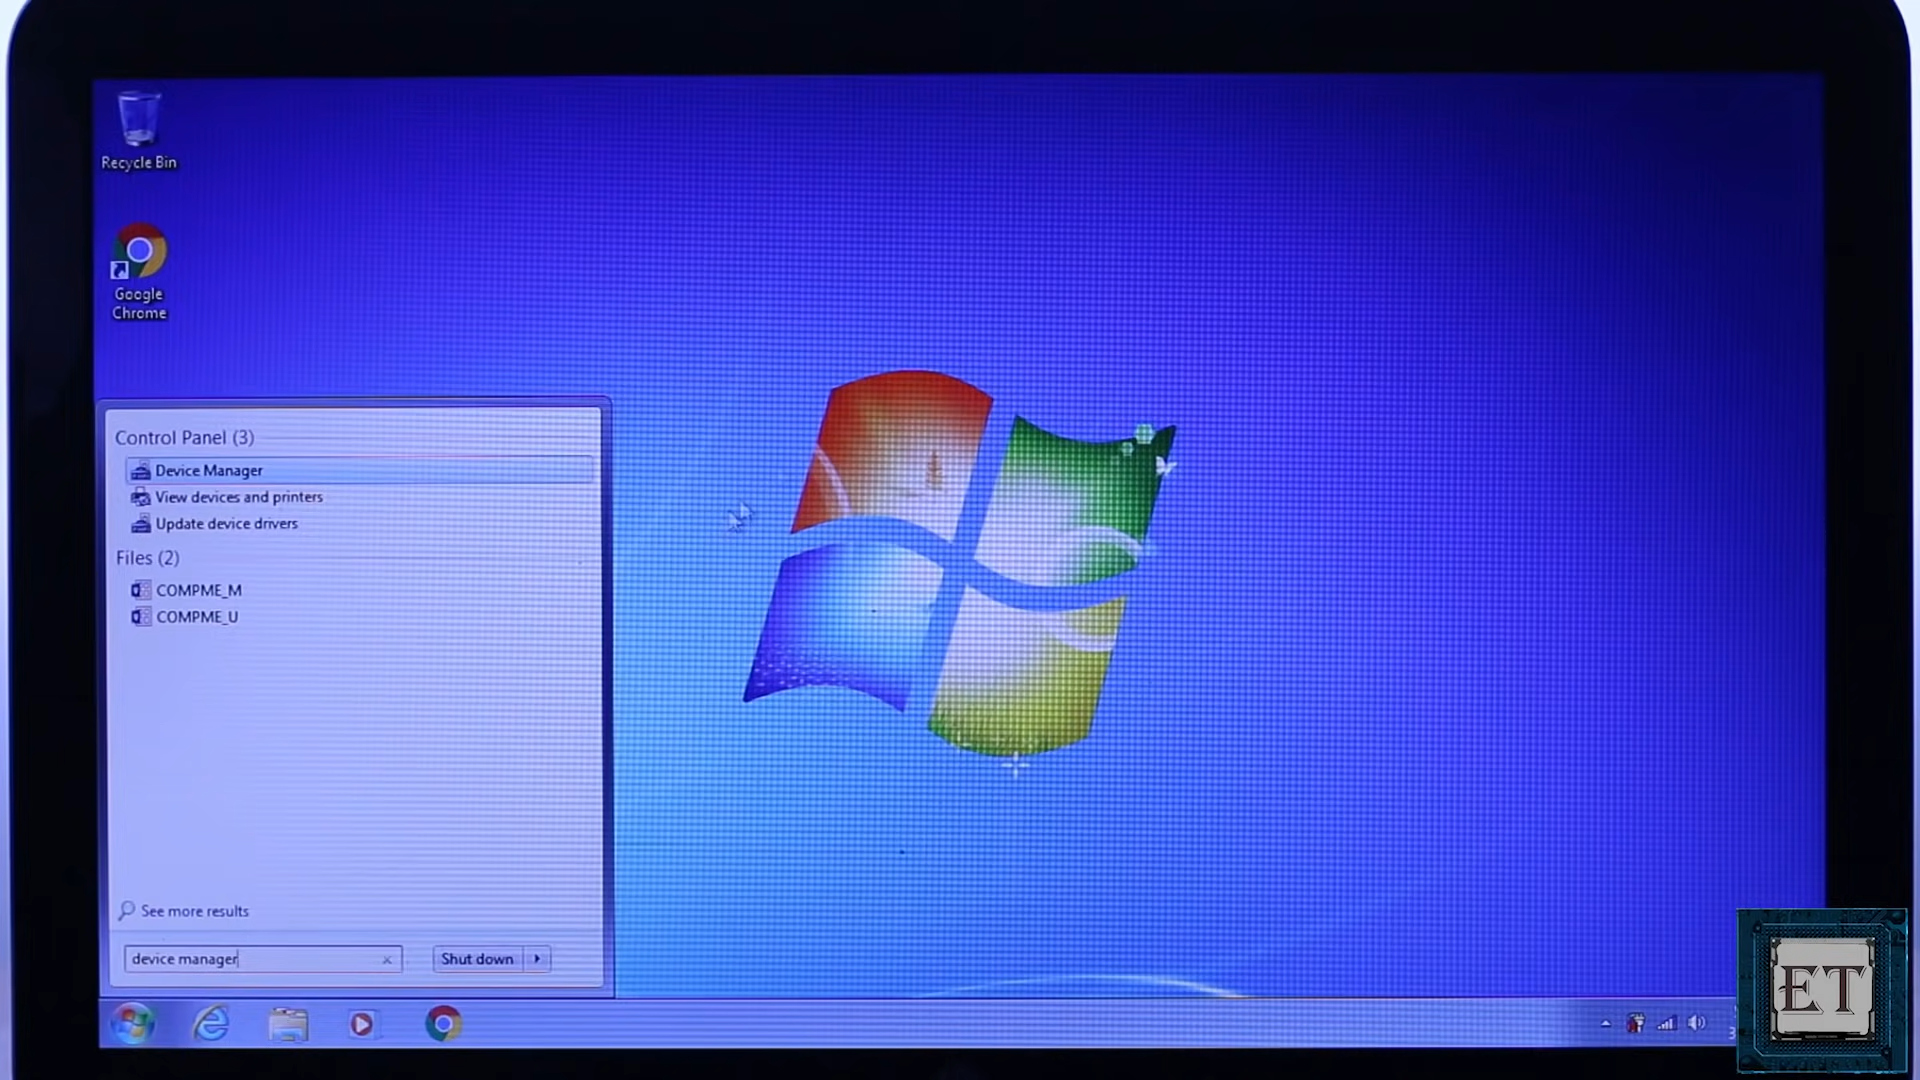 Recycle Bin
Google
Chrome
Control Panel (3)
Device Manager
View devices and printers
Update device drivers
Files (2)
COMPME_M
COMPME_U
See more results
device manager
Shut down
ET